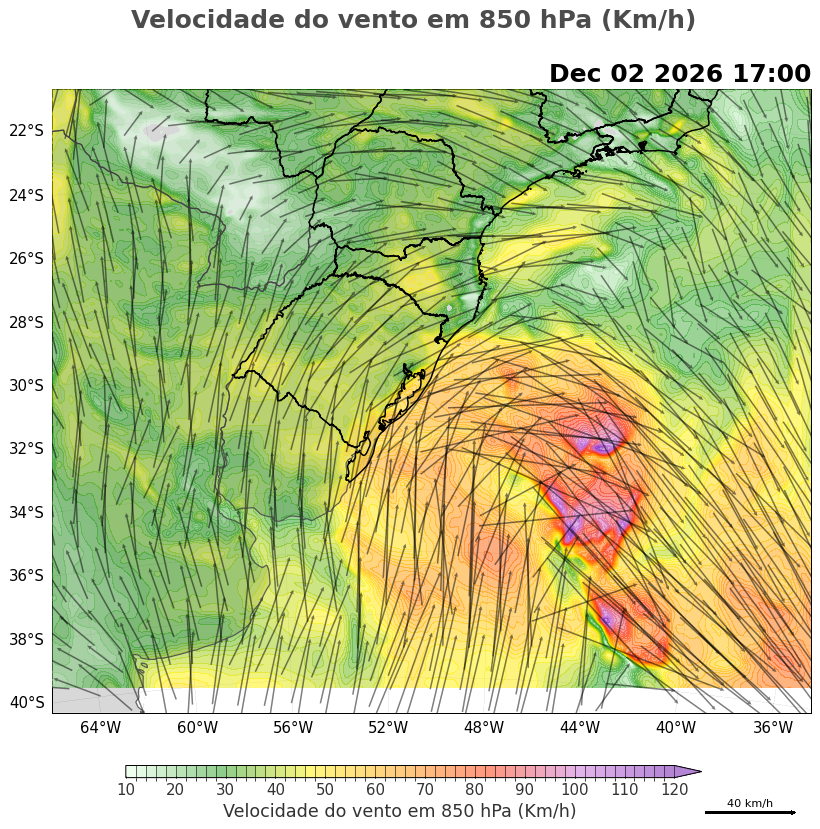 Velocidade do vento em 850 hPa (Km/h)
Dec 02 2026 17:00
22°S
24°S
26°S
28°S
30°S
32°S
34°S
36°S
38°S
40°S
64°W 60°W 56°W 52°W 48°W 44°W 40°W 36°W
10 20 30 40 50 60 70 80 90 100 110 120
Velocidade do vento em 850 hPa (Km/h)
40 km/h